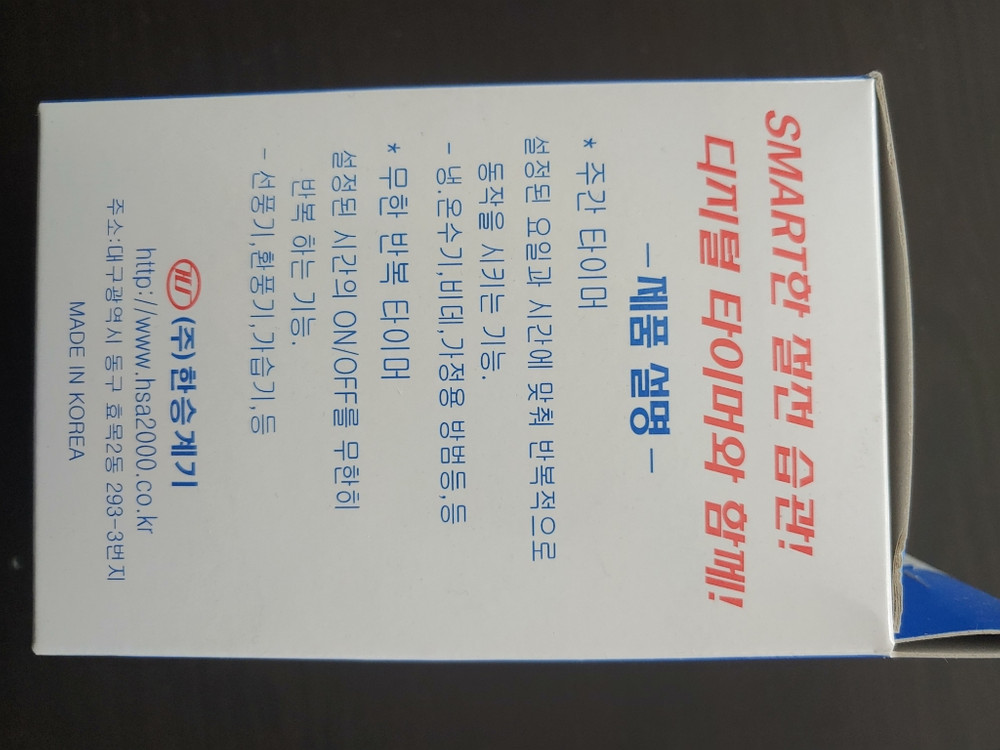 SMART한 절전 습관!
디지털 타이머와 함께!
– 제품 설명 –
* 주간 타이머
설정된 요일과 시간에 맞춰 반복적으로
동작을 시키는 기능.
- 냉.온수기,비데,가정용 방범등,등
* 무한 반복 타이머
설정된 시간의 ON/OFF를 무한히
반복 하는 기능.
- 선풍기,환풍기,가습기,등
(주)한승계기
http://www.hsa2000.co.kr
주소:대구광역시 동구 효목2동 293-3번지
MADE IN KOREA